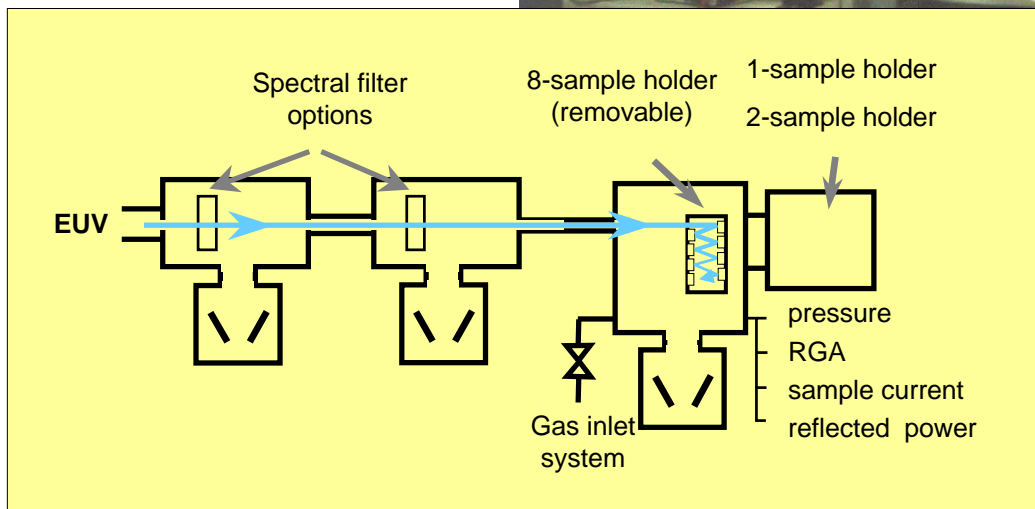 Spectral filter
options
8-sample holder
(removable)
1-sample holder
2-sample holder
EUV
pressure
RGA
sample current
reflected power
Gas inlet
system